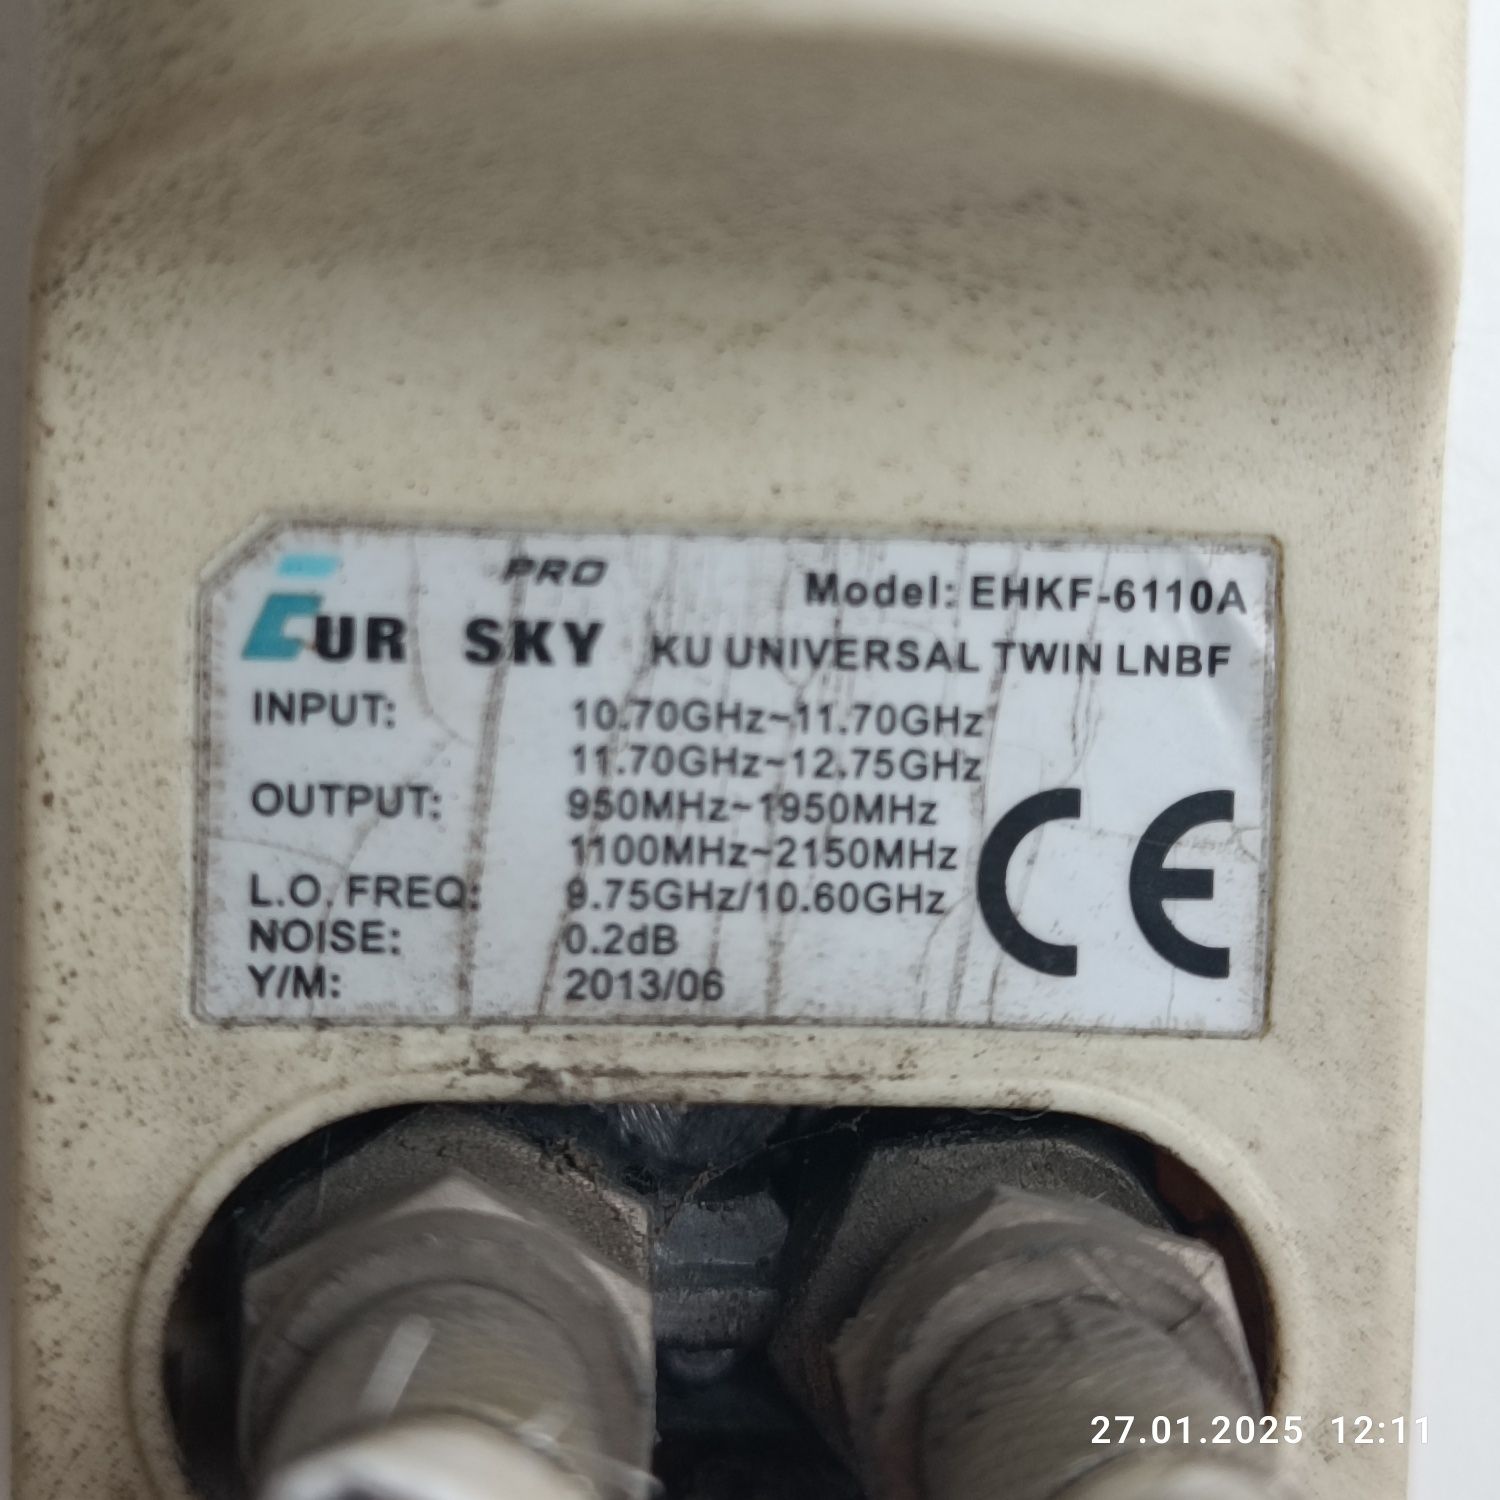 PRO
EUR SKY
Model: EHKF-6110A
KU UNIVERSAL TWIN LNBF
INPUT: 10.70GHz~11.70GHz
11.70GHz~12.75GHz
OUTPUT: 950MHz~1950MHz
1100MHz~2150MHz
L.O. FREQ: 9.75GHz/10.60GHz
NOISE: 0.2dB
Y/M: 2013/06
CE
27.01.2025 12:11